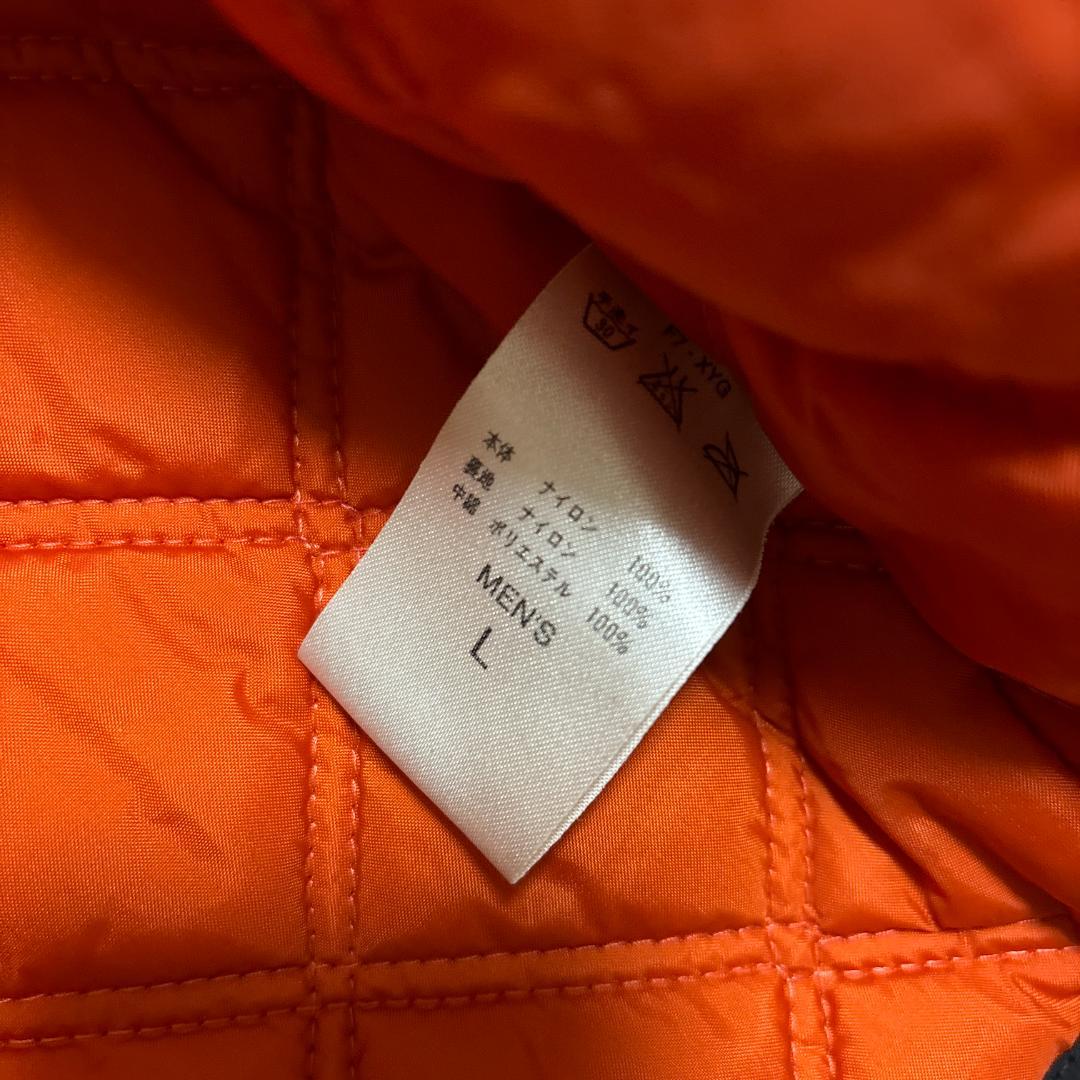 F7.XYG
手洗イ
30
本体 ナイロン 100%
裏地 ナイロン 100%
中綿 ポリエステル 100%
MEN'S
L